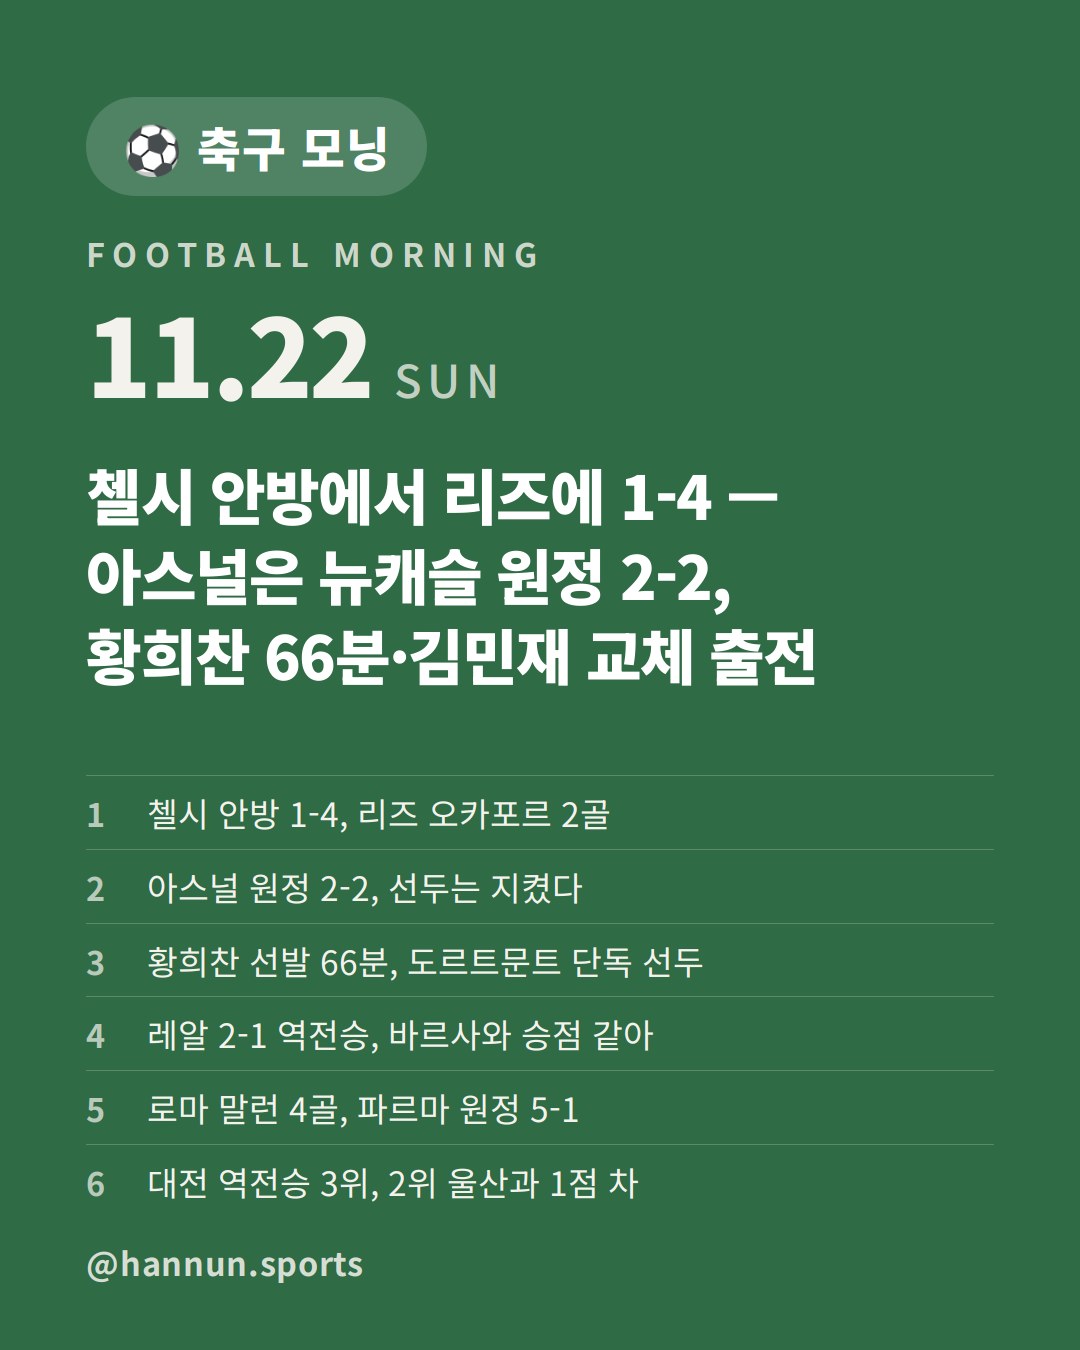 ⚽ 축구 모닝
FOOTBALL MORNING
11.22 SUN
첼시 안방에서 리즈에 1-4 —
아스널은 뉴캐슬 원정 2-2,
황희찬 66분·김민재 교체 출전
1 첼시 안방 1-4, 리즈 오카포르 2골
2 아스널 원정 2-2, 선두는 지켰다
3 황희찬 선발 66분, 도르트문트 단독 선두
4 레알 2-1 역전승, 바르사와 승점 같아
5 로마 말런 4골, 파르마 원정 5-1
6 대전 역전승 3위, 2위 울산과 1점 차
@hannun.sports